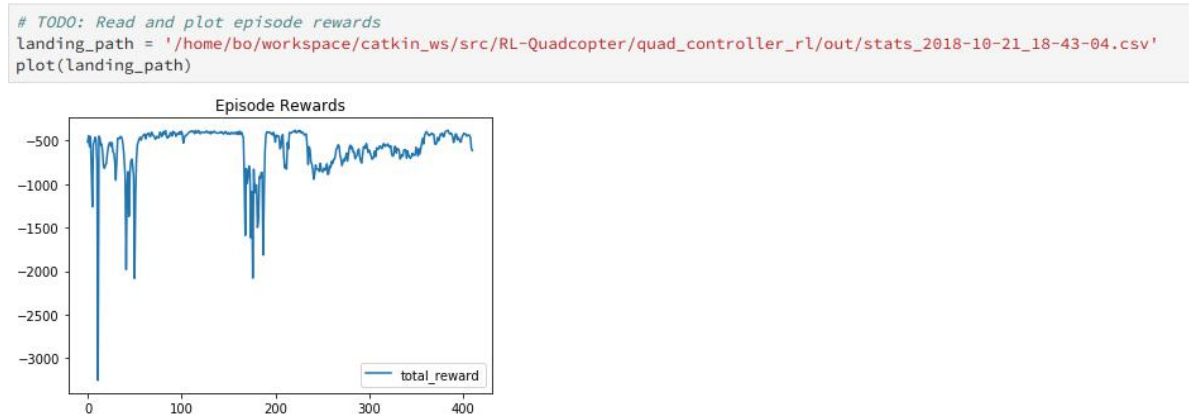 # TODO: Read and plot episode rewards
landing_path = '/home/bo/workspace/catkin_ws/src/RL-Quadcopter/quad_controller_rl/out/stats_2018-10-21_18-43-04.csv'
plot(landing_path)
Episode Rewards
−500
−1000
−1500
−2000
−2500
−3000
total_reward
0 100 200 300 400